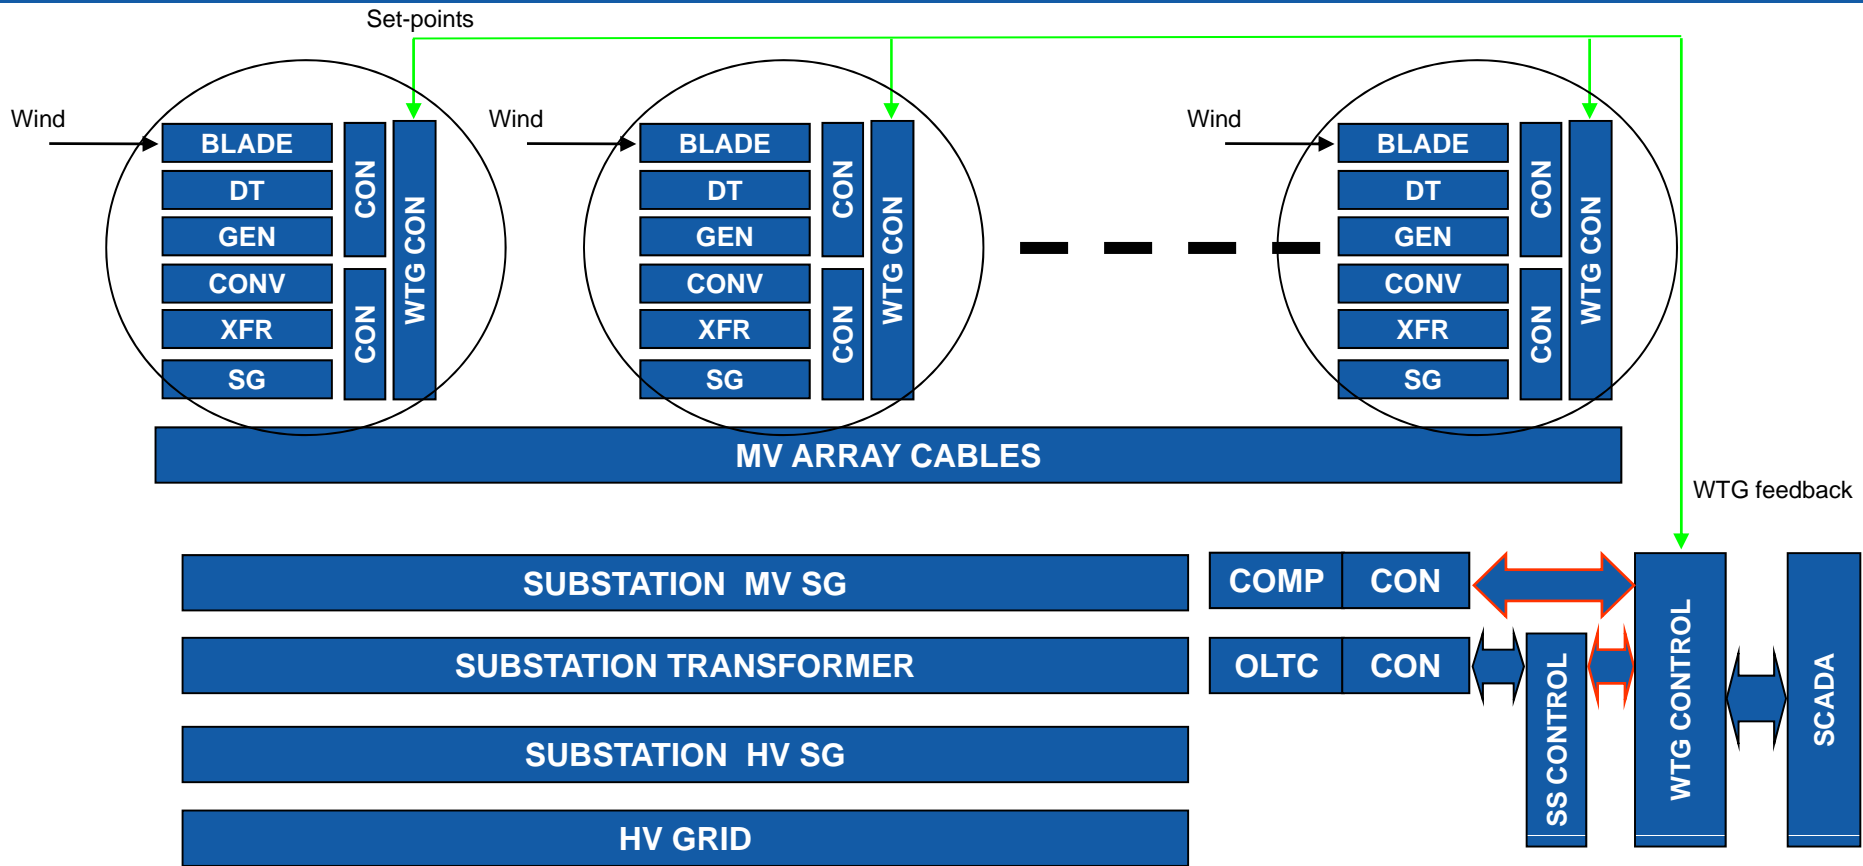 Set-points
Wind
BLADE
DT
GEN
CONV
XFR
SG
CON
CON
WTG CON
Wind
BLADE
DT
GEN
CONV
XFR
SG
CON
CON
WTG CON
Wind
BLADE
DT
GEN
CONV
XFR
SG
CON
CON
WTG CON
MV ARRAY CABLES
WTG feedback
SUBSTATION MV SG
COMP
CON
SUBSTATION TRANSFORMER
OLTC
CON
SUBSTATION HV SG
HV GRID
SS CONTROL
WTG CONTROL
SCADA